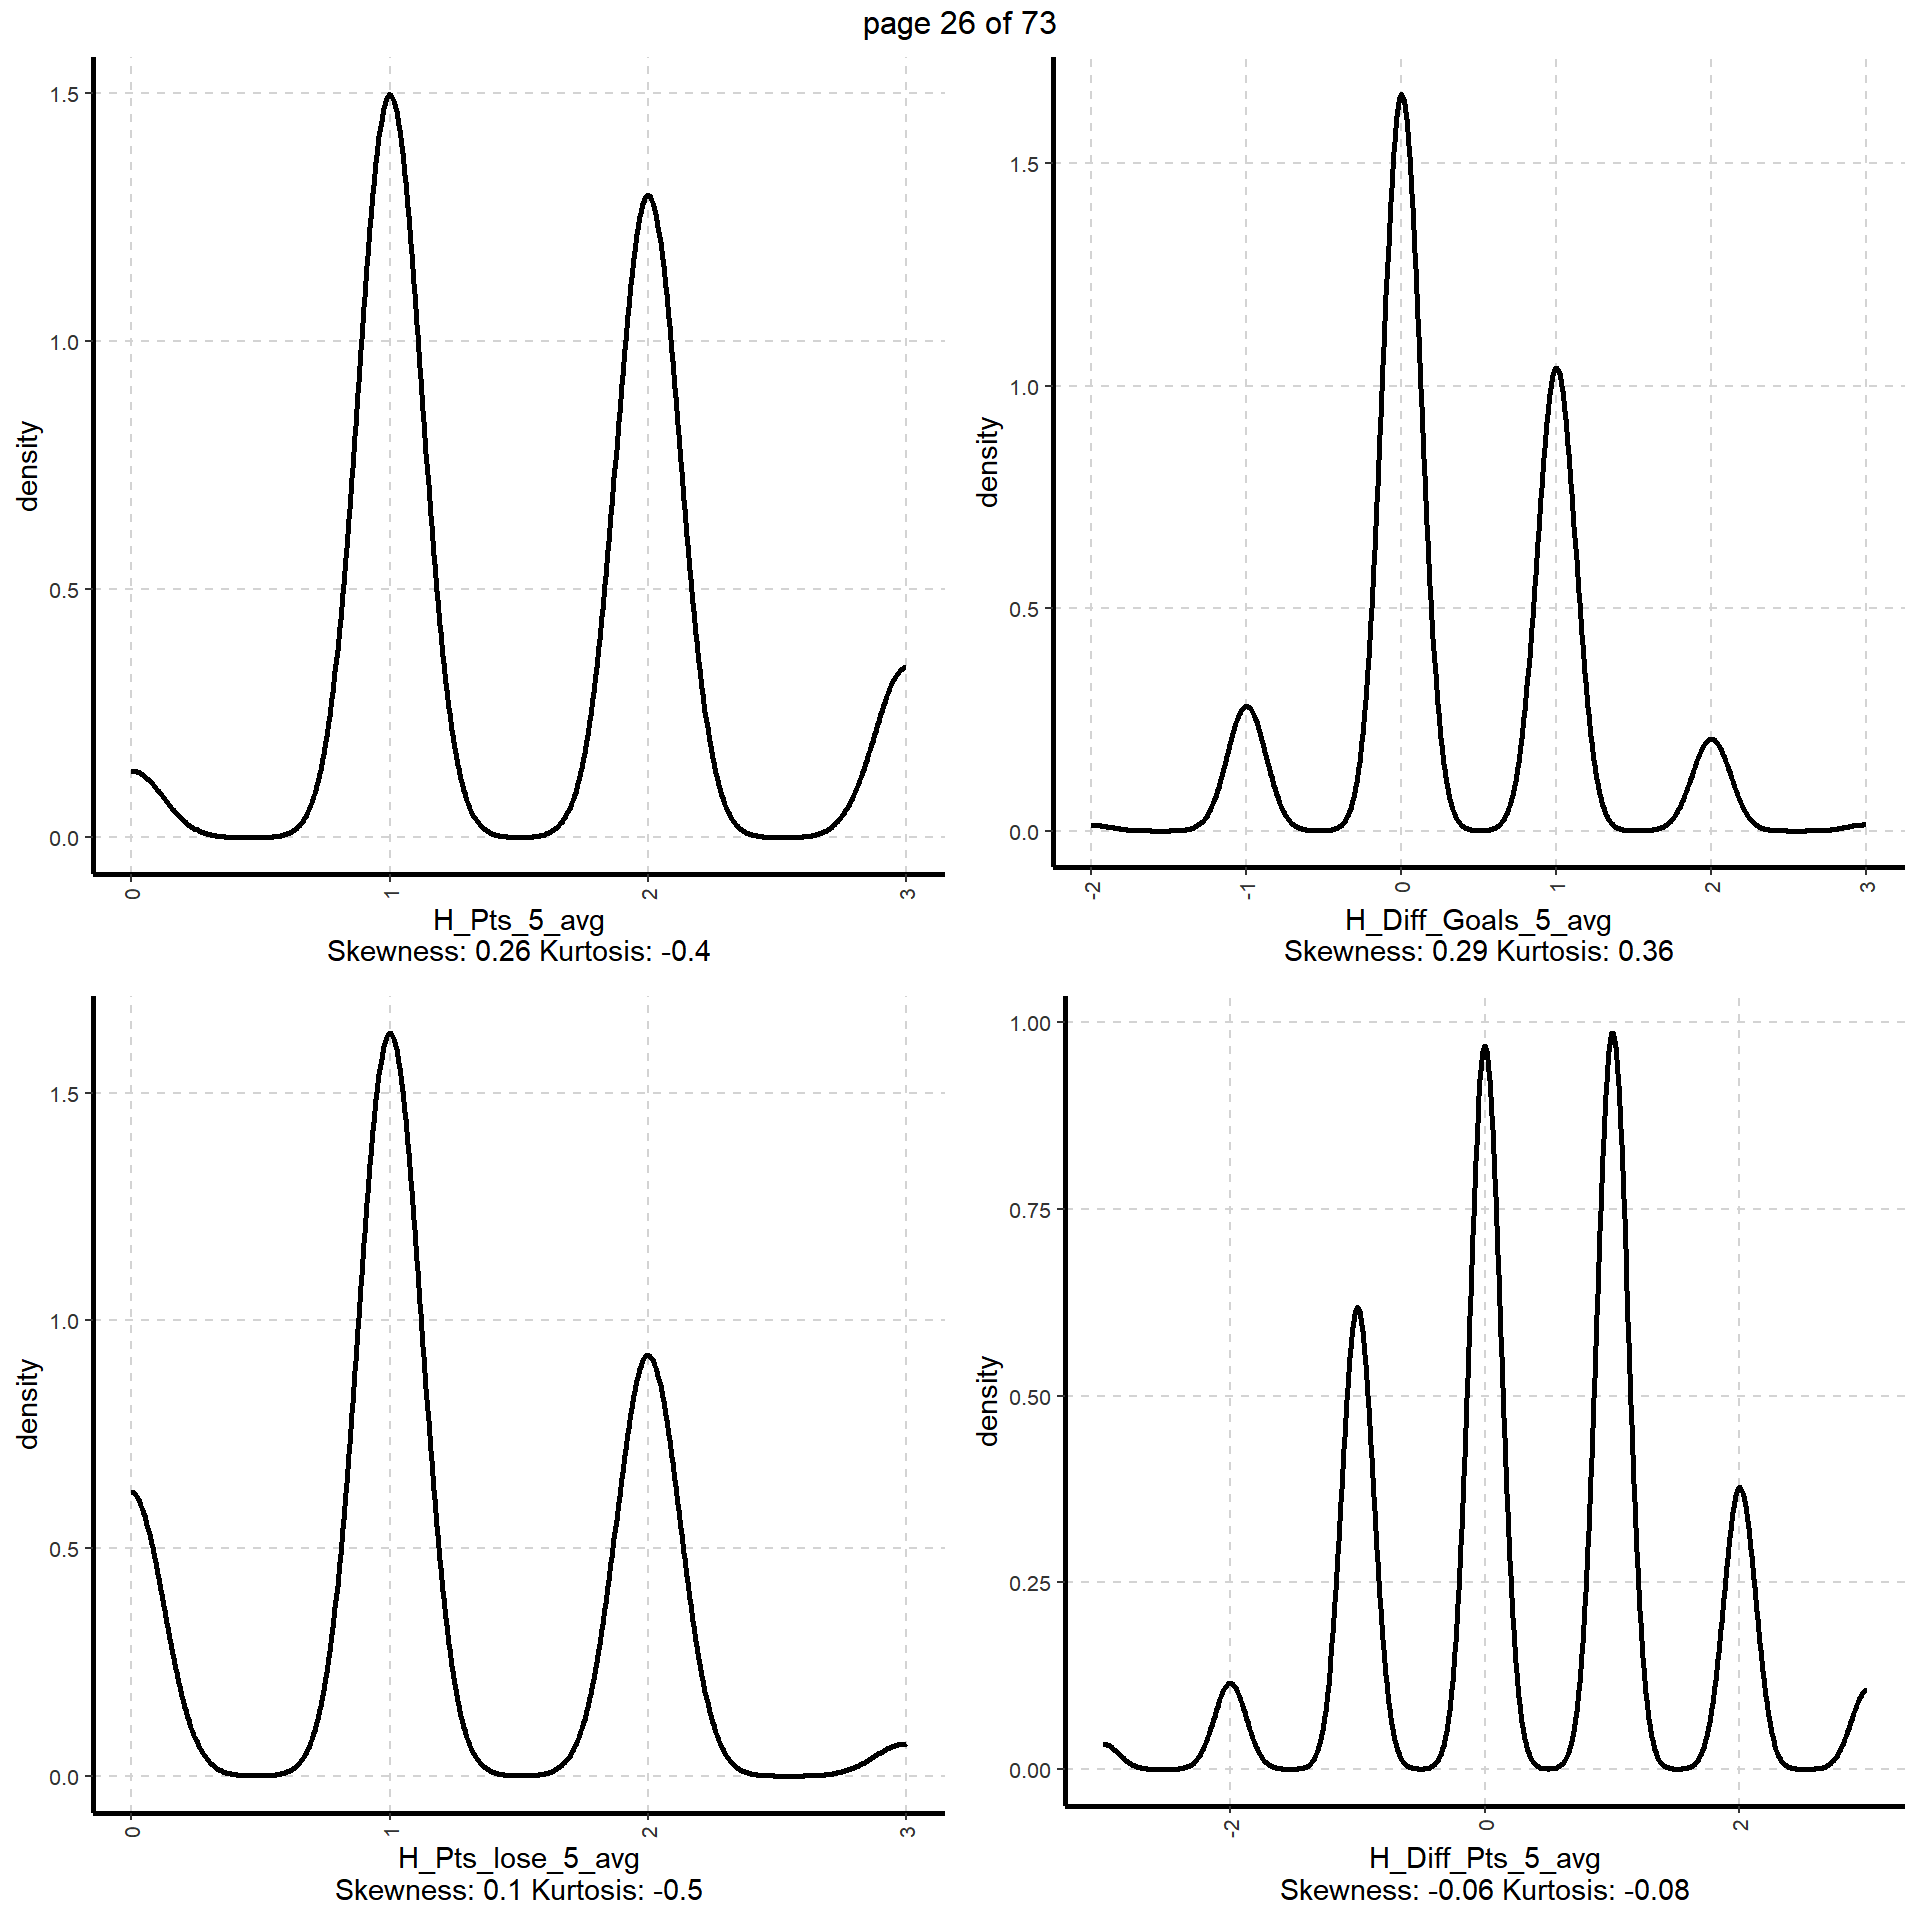 page 26 of 73
1.5
1.0
0.5
0.0
density
0 1 2 3
H_Pts_5_avg
Skewness: 0.26 Kurtosis: -0.4
1.5
1.0
0.5
0.0
density
-2 -1 0 1 2 3
H_Diff_Goals_5_avg
Skewness: 0.29 Kurtosis: 0.36
1.5
1.0
0.5
0.0
density
0 1 2 3
H_Pts_lose_5_avg
Skewness: 0.1 Kurtosis: -0.5
1.00
0.75
0.50
0.25
0.00
density
-2 0 2
H_Diff_Pts_5_avg
Skewness: -0.06 Kurtosis: -0.08